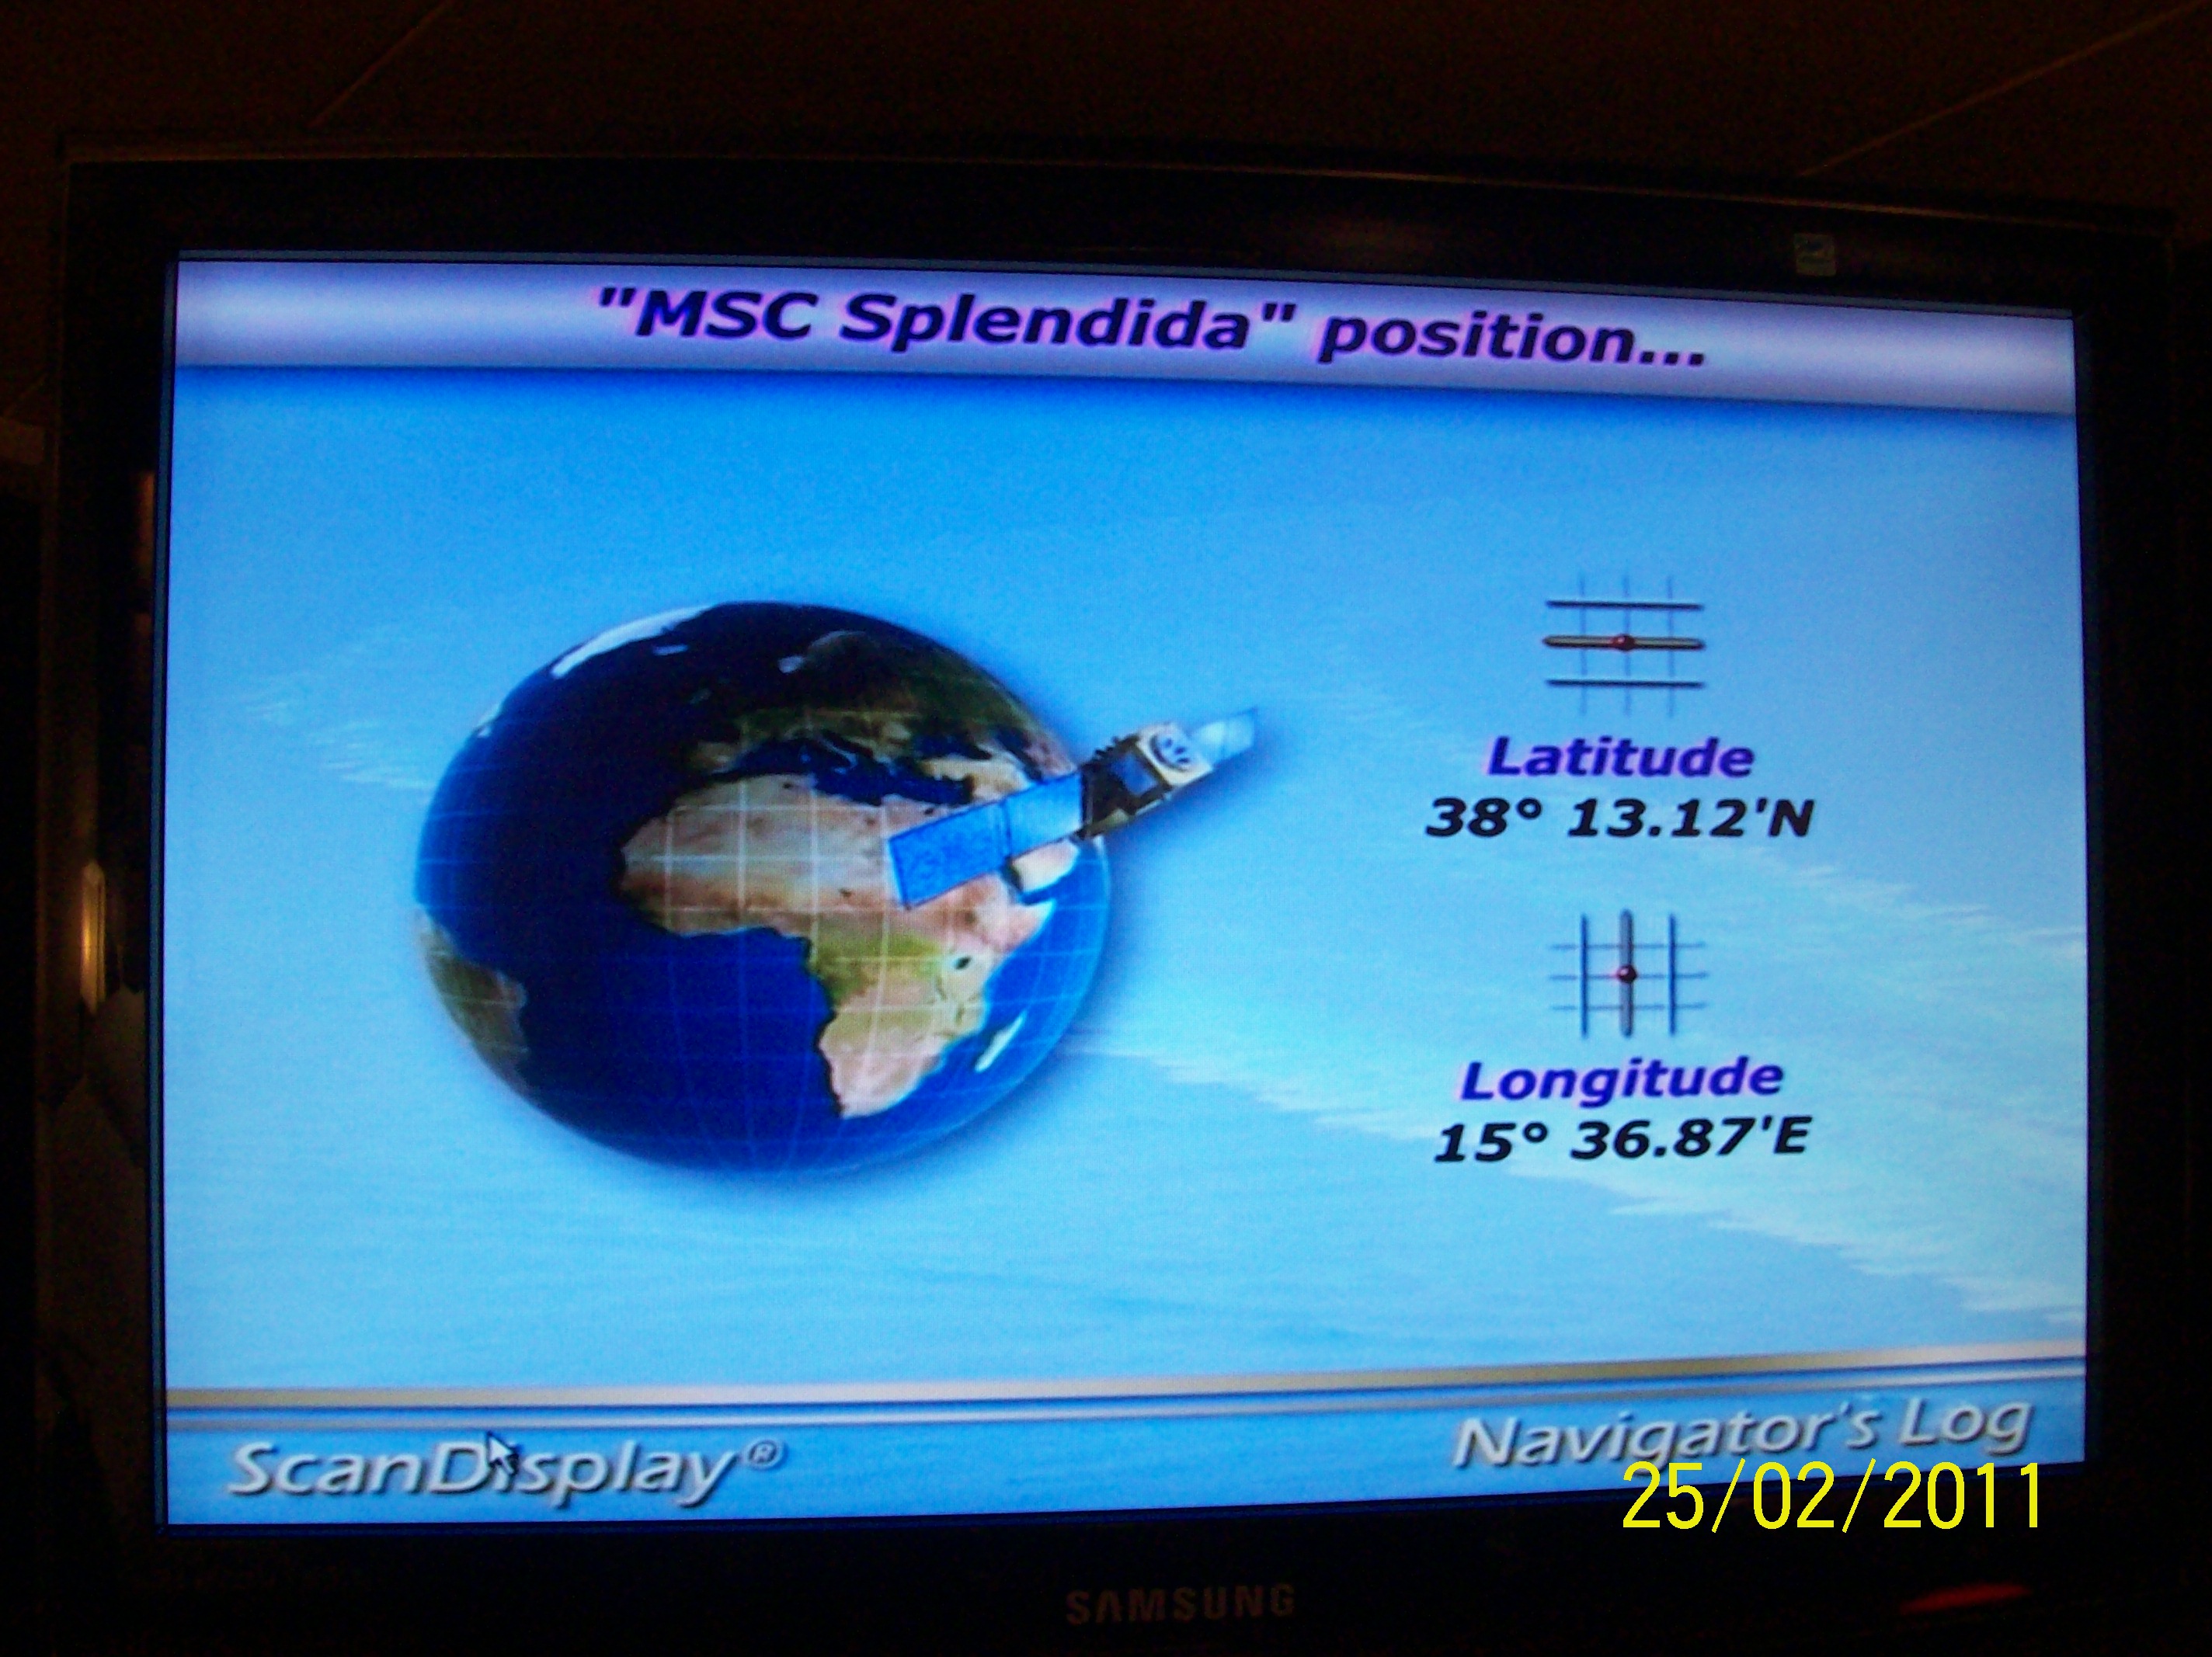 "MSC Splendida" position...
Latitude
38° 13.12'N
Longitude
15° 36.87'E
ScanDisplay®
Navigator's Log
25/02/2011
SAMSUNG